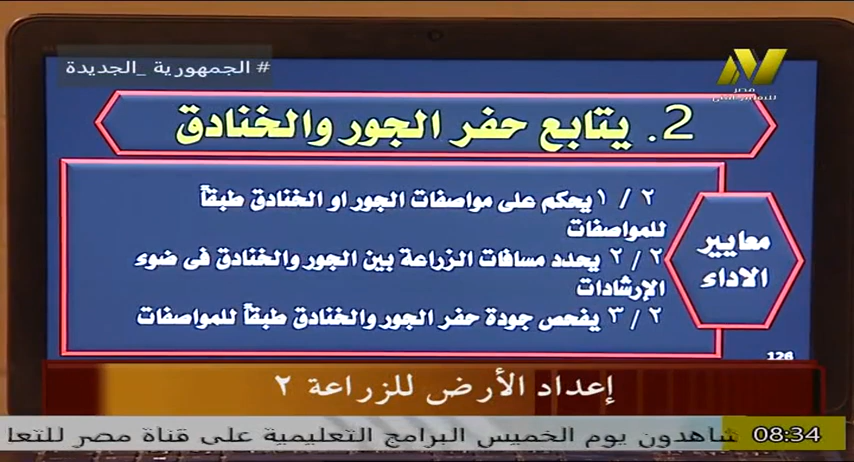 # الجمهورية _الجديدة
مصر
2. يتابع حفر الجور والخنادق
معايير الاداء
٢ / ١ يحكم على مواصفات الجور او الخنادق طبقاً
للمواصفات
٢ / ٢ يحدد مسافات الزراعة بين الجور والخنادق فى ضوء
الإرشادات
٢ / ٣ يفحص جودة حفر الجور والخنادق طبقاً للمواصفات
126
إعداد الأرض للزراعة ٢
شاهدون يوم الخميس البرامج التعليمية على قناة مصر للتعا
08:34